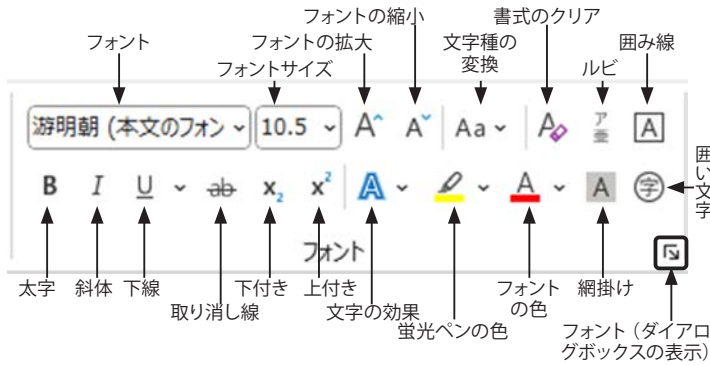 フォントの縮小
書式のクリア
フォント
フォントの拡大
文字種の
変換
囲み線
フォントサイズ
ルビ
游明朝 (本文のフォン
10.5
A
A
Aa
A
ア
亜
A
B
I
U
ab
x₂
x²
A
A
A
字
囲い文字
フォント
太字
斜体
下線
取り消し線
下付き
上付き
文字の効果
蛍光ペンの色
フォント
の色
網掛け
フォント（ダイアロ
グボックスの表示）